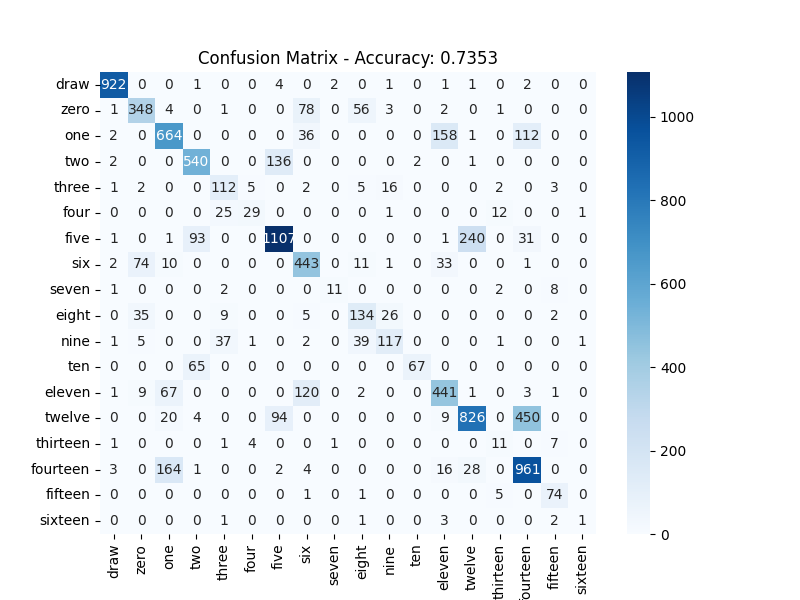 Confusion Matrix - Accuracy: 0.7353
draw 922 0 0 1 0 0 4 0 2 0 1 0 1 1 0 2 0 0
zero 1 348 4 0 1 0 0 78 0 56 3 0 2 0 1 0 0 0
one 2 0 664 0 0 0 0 36 0 0 0 0 158 1 0 112 0 0
two 2 0 0 540 0 0 136 0 0 0 0 2 0 1 0 0 0 0
three 1 2 0 0 112 5 0 2 0 5 16 0 0 0 2 0 3 0
four 0 0 0 0 25 29 0 0 0 0 1 0 0 0 12 0 0 1
five 1 0 1 93 0 0 1107 0 0 0 0 0 1 240 0 31 0 0
six 2 74 10 0 0 0 0 443 0 11 1 0 33 0 0 1 0 0
seven 1 0 0 0 2 0 0 0 11 0 0 0 0 0 2 0 8 0
eight 0 35 0 0 9 0 0 5 0 134 26 0 0 0 0 0 2 0
nine 1 5 0 0 37 1 0 2 0 39 117 0 0 0 1 0 0 1
ten 0 0 0 65 0 0 0 0 0 0 0 67 0 0 0 0 0 0
eleven 1 9 67 0 0 0 0 120 0 2 0 0 441 1 0 3 1 0
twelve 0 0 20 4 0 0 94 0 0 0 0 0 9 826 0 450 0 0
thirteen 1 0 0 0 1 4 0 0 1 0 0 0 0 0 11 0 7 0
fourteen 3 0 164 1 0 0 2 4 0 0 0 0 16 28 0 961 0 0
fifteen 0 0 0 0 0 0 0 1 0 1 0 0 0 0 5 0 74 0
sixteen 0 0 0 0 1 0 0 0 0 1 0 0 3 0 0 0 2 1
draw zero one two three four five six seven eight nine ten eleven twelve thirteen fourteen fifteen sixteen
1000
800
600
400
200
0